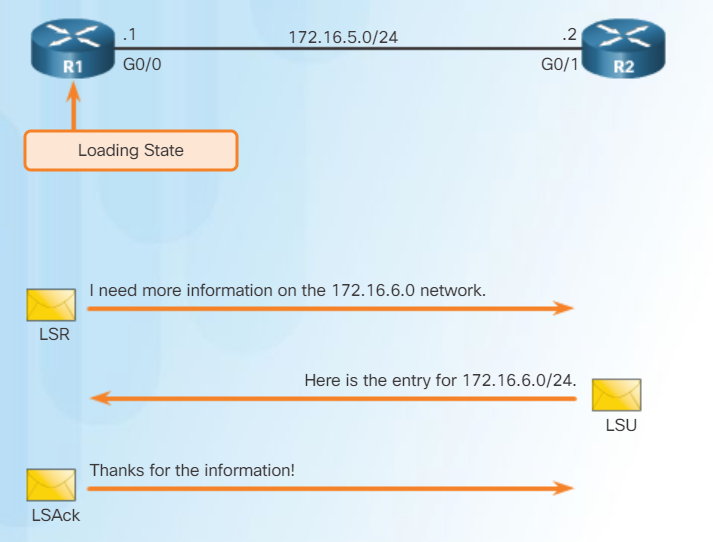 .1
172.16.5.0/24
.2
R1
G0/0
G0/1
R2
Loading State
I need more information on the 172.16.6.0 network.
LSR
Here is the entry for 172.16.6.0/24.
LSU
Thanks for the information!
LSAck